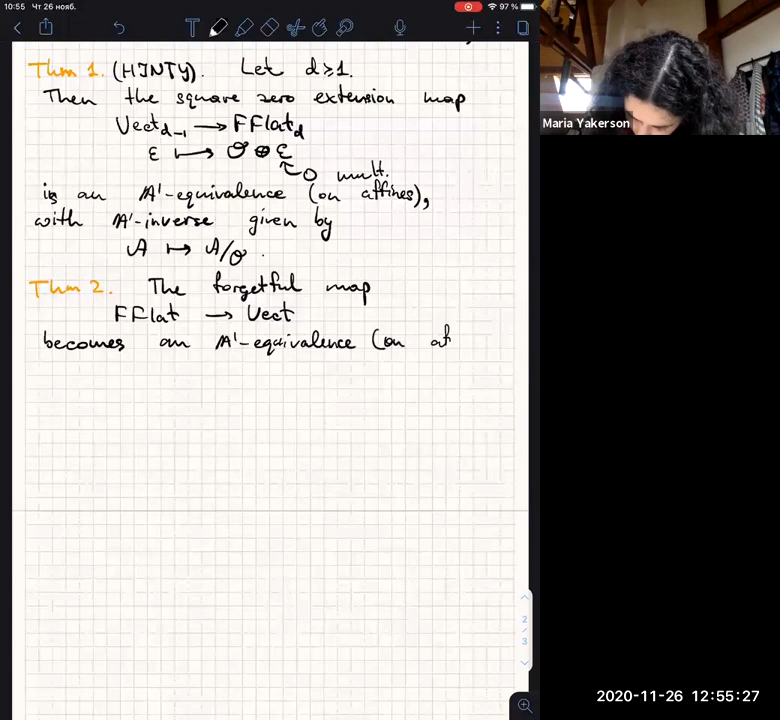 10:55 Чт 26 нояб.
97 %
Thm 1. (HJNTY). Let d ≥ 1.
Then the square zero extension map
Vect_{d-1} → FFlat_d
ℰ ↦ 𝒪 ⊕ ℰ
0 mult.
is an A¹-equivalence (on affines),
with A¹-inverse given by
𝒜 ↦ 𝒜/𝒪 .
Thm 2. The forgetful map
FFlat → Vect
becomes an A¹-equivalence (on af
2
/
3
Maria Yakerson
2020-11-26 12:55:27